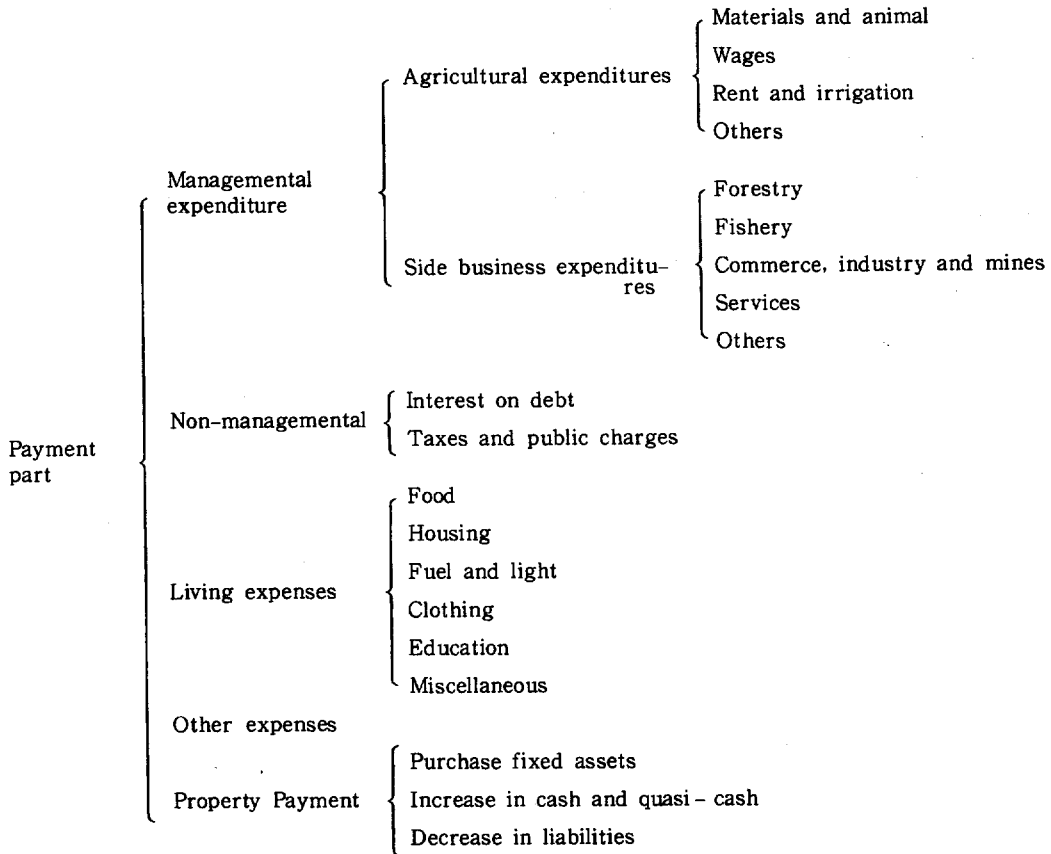 Payment
part
Managemental
expenditure
Agricultural expenditures
Materials and animal
Wages
Rent and irrigation
Others
Side business expenditu-
res
Forestry
Fishery
Commerce, industry and mines
Services
Others
Non-managemental
Interest on debt
Taxes and public charges
Living expenses
Food
Housing
Fuel and light
Clothing
Education
Miscellaneous
Other expenses
Property Payment
Purchase fixed assets
Increase in cash and quasi-cash
Decrease in liabilities